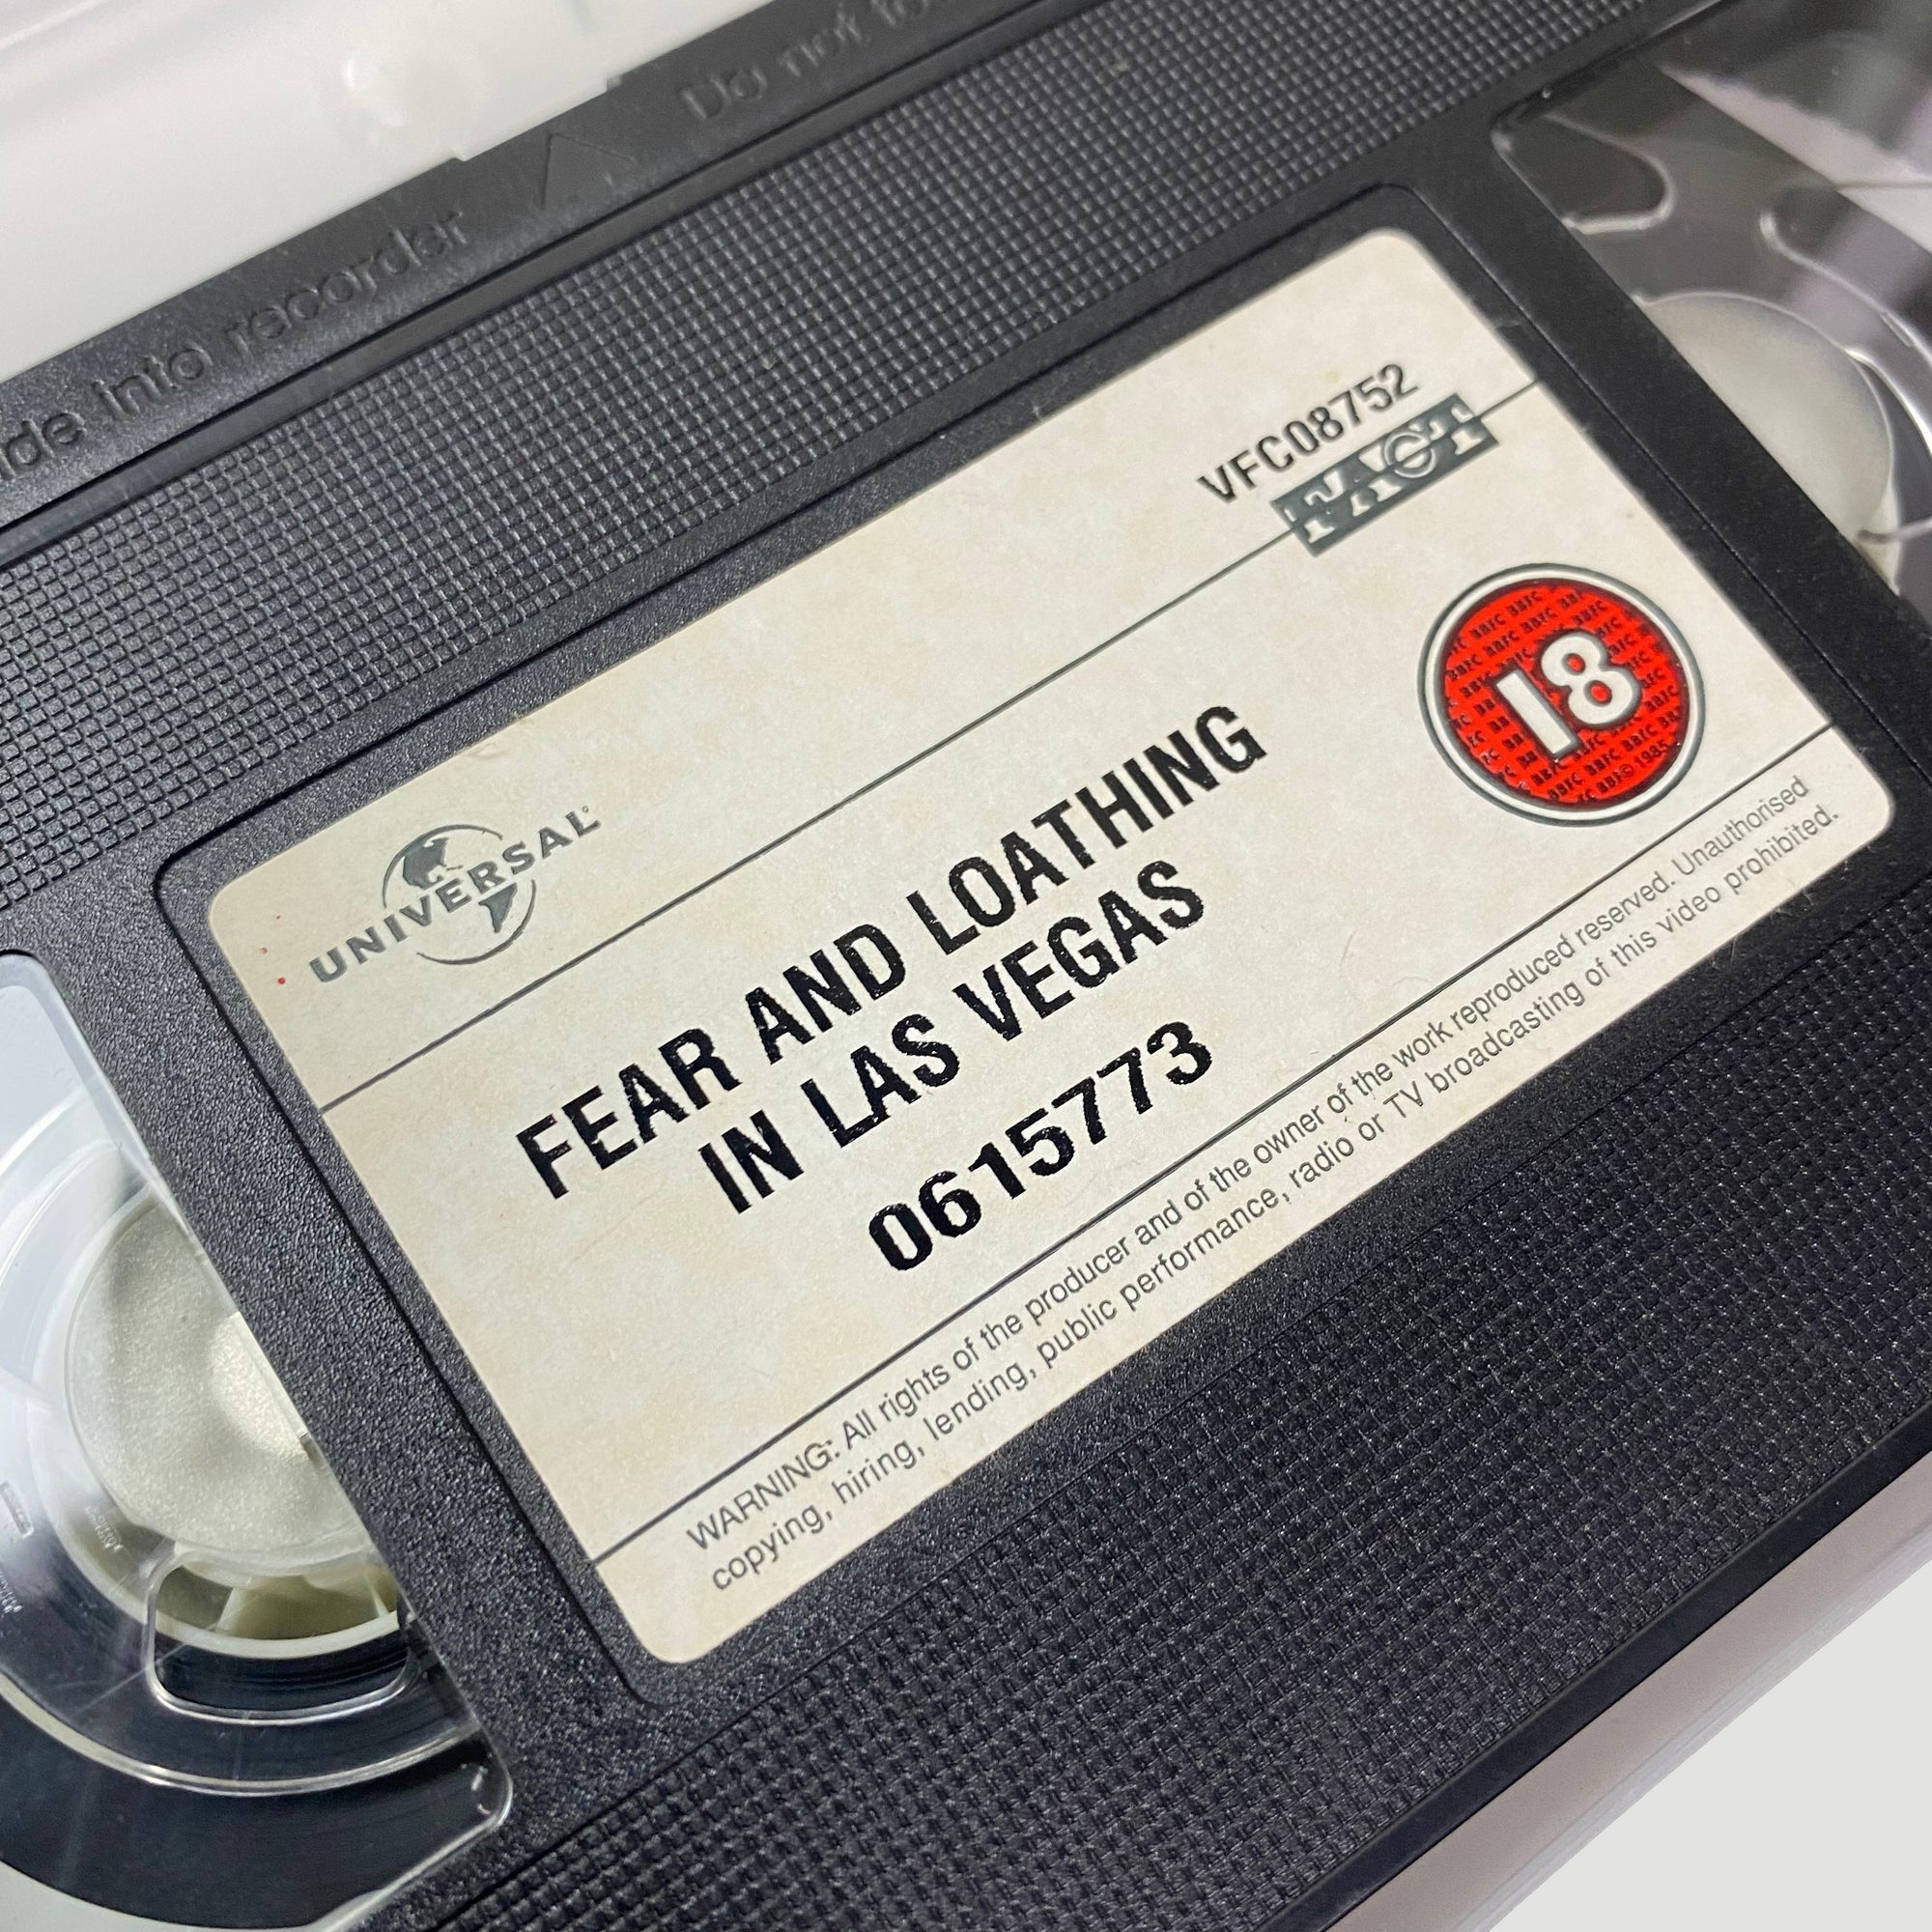 into recorder
Do not
VFC08752
FACT
UNIVERSAL
18
FEAR AND LOATHING
IN LAS VEGAS
0615773
WARNING: All rights of the producer and of the owner of the work reproduced reserved. Unauthorised
copying, hiring, lending, public performance, radio or TV broadcasting of this video prohibited.